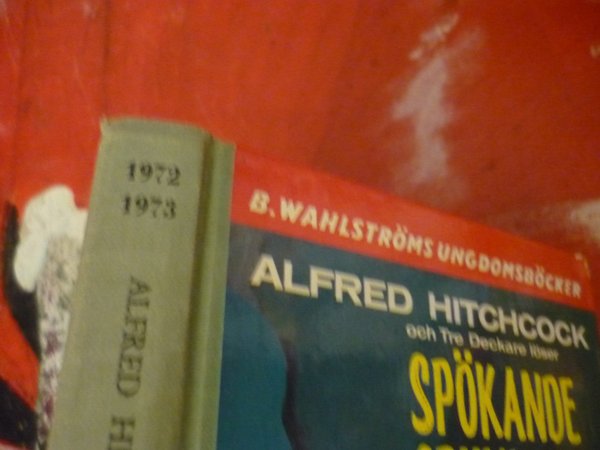 1972
1973
ALFRED
B. WAHLSTRÖMS UNGDOMSBÖCKER
ALFRED HITCHCOCK
och Tre Deckare löser
SPÖKANDE